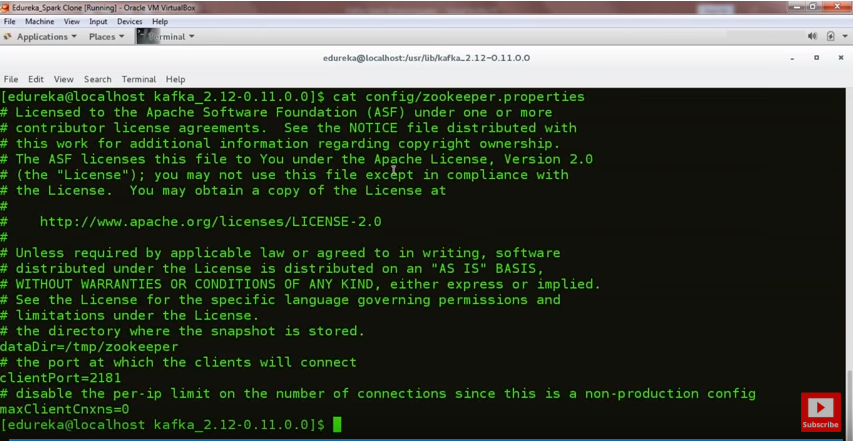 Edureka_Spark Clone [Running] - Oracle VM VirtualBox
File Machine View Input Devices Help
Applications Places Terminal
edureka@localhost:/usr/lib/kafka_2.12-0.11.0.0
File Edit View Search Terminal Help
[edureka@localhost kafka_2.12-0.11.0.0]$ cat config/zookeeper.properties
# Licensed to the Apache Software Foundation (ASF) under one or more
# contributor license agreements.  See the NOTICE file distributed with
# this work for additional information regarding copyright ownership.
# The ASF licenses this file to You under the Apache License, Version 2.0
# (the "License"); you may not use this file except in compliance with
# the License.  You may obtain a copy of the License at
#
#    http://www.apache.org/licenses/LICENSE-2.0
#
# Unless required by applicable law or agreed to in writing, software
# distributed under the License is distributed on an "AS IS" BASIS,
# WITHOUT WARRANTIES OR CONDITIONS OF ANY KIND, either express or implied.
# See the License for the specific language governing permissions and
# limitations under the License.
# the directory where the snapshot is stored.
dataDir=/tmp/zookeeper
# the port at which the clients will connect
clientPort=2181
# disable the per-ip limit on the number of connections since this is a non-production config
maxClientCnxns=0
[edureka@localhost kafka_2.12-0.11.0.0]$
Subscribe